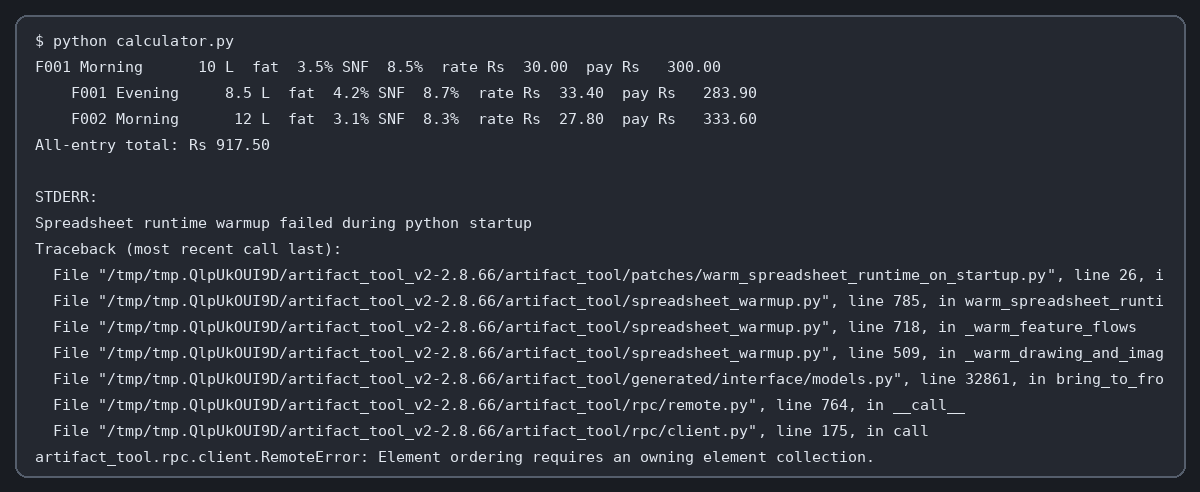 $ python calculator.py
F001 Morning      10 L  fat  3.5% SNF  8.5%  rate Rs  30.00  pay Rs   300.00
    F001 Evening     8.5 L  fat  4.2% SNF  8.7%  rate Rs  33.40  pay Rs   283.90
    F002 Morning      12 L  fat  3.1% SNF  8.3%  rate Rs  27.80  pay Rs   333.60
All-entry total: Rs 917.50

STDERR:
Spreadsheet runtime warmup failed during python startup
Traceback (most recent call last):
  File "/tmp/tmp.QlpUkOUI9D/artifact_tool_v2-2.8.66/artifact_tool/patches/warm_spreadsheet_runtime_on_startup.py", line 26, i
  File "/tmp/tmp.QlpUkOUI9D/artifact_tool_v2-2.8.66/artifact_tool/spreadsheet_warmup.py", line 785, in warm_spreadsheet_runti
  File "/tmp/tmp.QlpUkOUI9D/artifact_tool_v2-2.8.66/artifact_tool/spreadsheet_warmup.py", line 718, in _warm_feature_flows
  File "/tmp/tmp.QlpUkOUI9D/artifact_tool_v2-2.8.66/artifact_tool/spreadsheet_warmup.py", line 509, in _warm_drawing_and_imag
  File "/tmp/tmp.QlpUkOUI9D/artifact_tool_v2-2.8.66/artifact_tool/generated/interface/models.py", line 32861, in bring_to_fro
  File "/tmp/tmp.QlpUkOUI9D/artifact_tool_v2-2.8.66/artifact_tool/rpc/remote.py", line 764, in __call__
  File "/tmp/tmp.QlpUkOUI9D/artifact_tool_v2-2.8.66/artifact_tool/rpc/client.py", line 175, in call
artifact_tool.rpc.client.RemoteError: Element ordering requires an owning element collection.